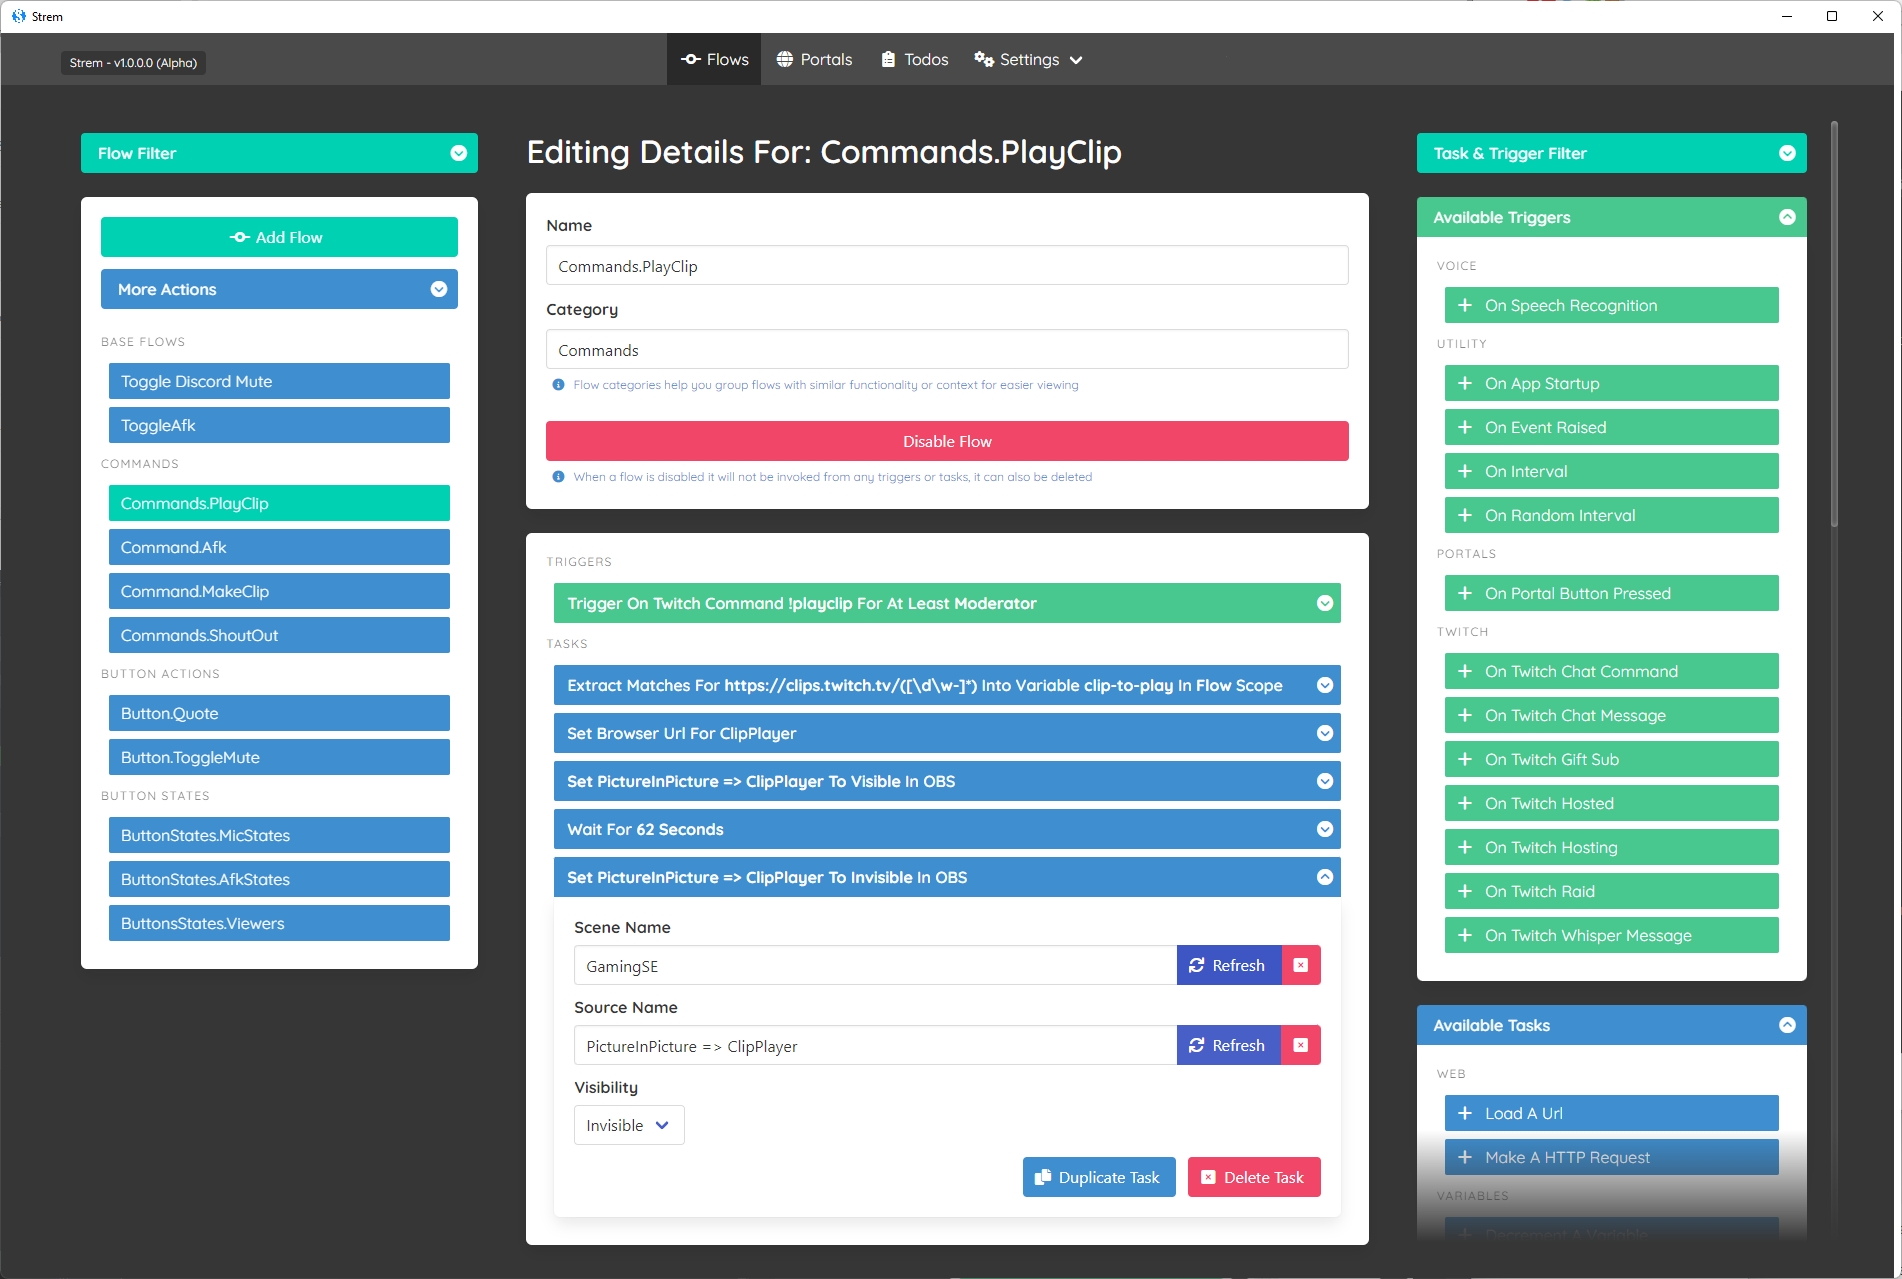 Strem
Strem - v1.0.0.0 (Alpha)
Flows
Portals
Todos
Settings
Flow Filter
Add Flow
More Actions
BASE FLOWS
Toggle Discord Mute
ToggleAfk
COMMANDS
Commands.PlayClip
Command.Afk
Command.MakeClip
Commands.ShoutOut
BUTTON ACTIONS
Button.Quote
Button.ToggleMute
BUTTON STATES
ButtonStates.MicStates
ButtonStates.AfkStates
ButtonsStates.Viewers
Editing Details For: Commands.PlayClip
Name
Commands.PlayClip
Category
Commands
Flow categories help you group flows with similar functionality or context for easier viewing
Disable Flow
When a flow is disabled it will not be invoked from any triggers or tasks, it can also be deleted
TRIGGERS
Trigger On Twitch Command !playclip For At Least Moderator
TASKS
Extract Matches For https://clips.twitch.tv/([\d\w-]*) Into Variable clip-to-play In Flow Scope
Set Browser Url For ClipPlayer
Set PictureInPicture => ClipPlayer To Visible In OBS
Wait For 62 Seconds
Set PictureInPicture => ClipPlayer To Invisible In OBS
Scene Name
GamingSE
Refresh
Source Name
PictureInPicture => ClipPlayer
Refresh
Visibility
Invisible
Duplicate Task
Delete Task
Task & Trigger Filter
Available Triggers
VOICE
On Speech Recognition
UTILITY
On App Startup
On Event Raised
On Interval
On Random Interval
PORTALS
On Portal Button Pressed
TWITCH
On Twitch Chat Command
On Twitch Chat Message
On Twitch Gift Sub
On Twitch Hosted
On Twitch Hosting
On Twitch Raid
On Twitch Whisper Message
Available Tasks
WEB
Load A Url
Make A HTTP Request
VARIABLES
Decrement A Variable